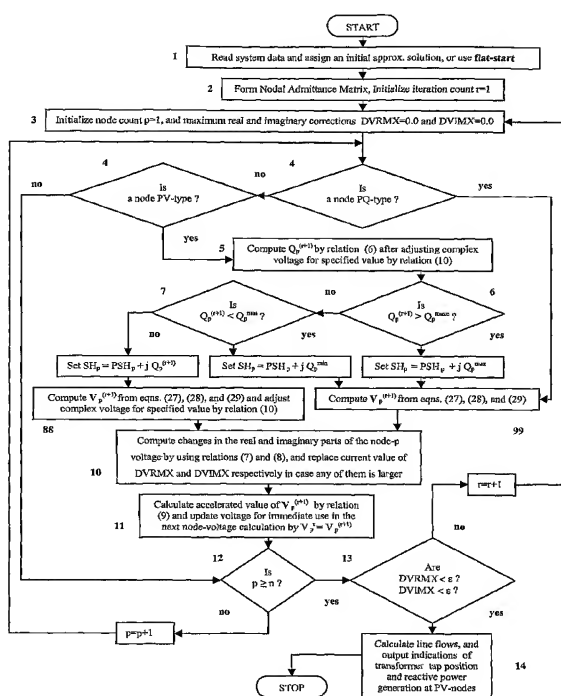 START
1 Read system data and assign an initial approx. solution, or use flat-start
2 Form Nodal Admittance Matrix, Initialize iteration count r=1
3 Initialize node count p=1, and maximum real and imaginary corrections DVRMX=0.0 and DVIMX=0.0
4
4
no
Is
a node PV-type ?
no
Is
a node PQ-type ?
yes
yes
5
Compute Qp(r+1) by relation (6) after adjusting complex
voltage for specified value by relation (10)
7
no
6
Is
Qp(r+1) < Qpmin ?
Is
Qp(r+1) > Qpmax ?
no
yes
yes
Set SHp = PSHp + j Qp(r+1)
Set SHp = PSHp + j Qpmin
Set SHp = PSHp + j Qpmax
Compute Vp(r+1) from eqns. (27), (28), and (29) and adjust
complex voltage for specified value by relation (10)
Compute Vp(r+1) from eqns. (27), (28), and (29)
88
99
10
Compute changes in the real and imaginary parts of the node-p
voltage by using relations (7) and (8), and replace current value of
DVRMX and DVIMX respectively in case any of them is larger
r=r+1
11
Calculate accelerated value of Vp(r+1) by relation
(9) and update voltage for immediate use in the
next node-voltage calculation by Vpr = Vp(r+1)
no
12
13
Is
p ≥ n ?
Are
DVRMX < ε ?
DVIMX < ε ?
no
yes
yes
p=p+1
Calculate line flows, and
output indications of
transformer tap position
and reactive power
generation at PV-nodes
14
STOP